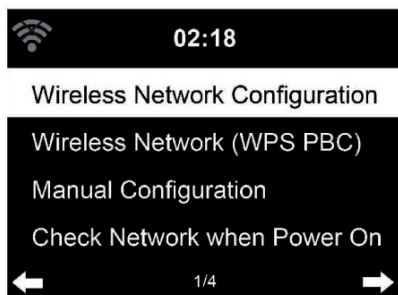 02:18
Wireless Network Configuration
Wireless Network (WPS PBC)
Manual Configuration
Check Network when Power On
1/4